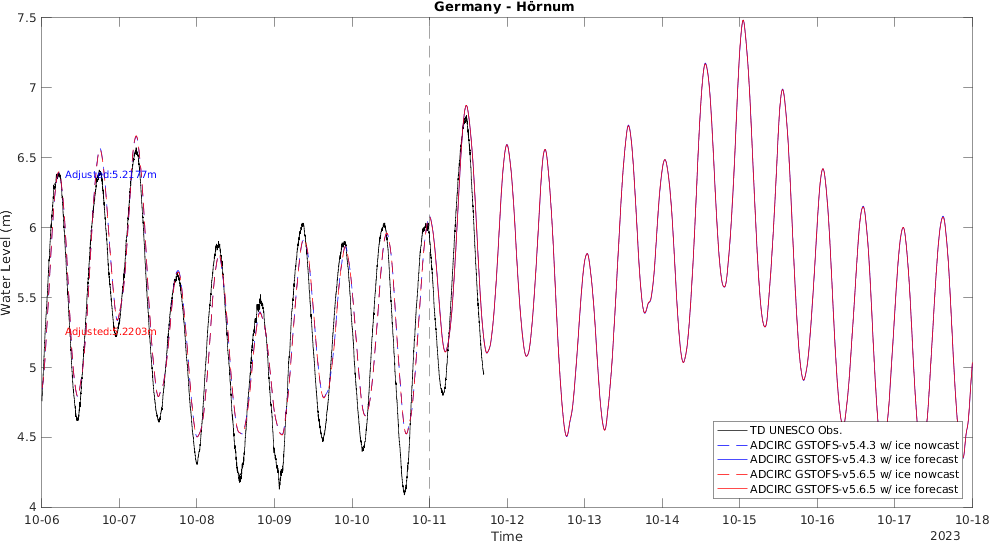 Germany - Hörnum
7.5
7
6.5
6
5.5
5
4.5
4
Water Level (m)
Adjusted:5.2177m
Adjusted:5.2203m
TD UNESCO Obs.
ADCIRC GSTOFS-v5.4.3 w/ ice nowcast
ADCIRC GSTOFS-v5.4.3 w/ ice forecast
ADCIRC GSTOFS-v5.6.5 w/ ice nowcast
ADCIRC GSTOFS-v5.6.5 w/ ice forecast
10-06 10-07 10-08 10-09 10-10 10-11 10-12 10-13 10-14 10-15 10-16 10-17 10-18
Time
2023